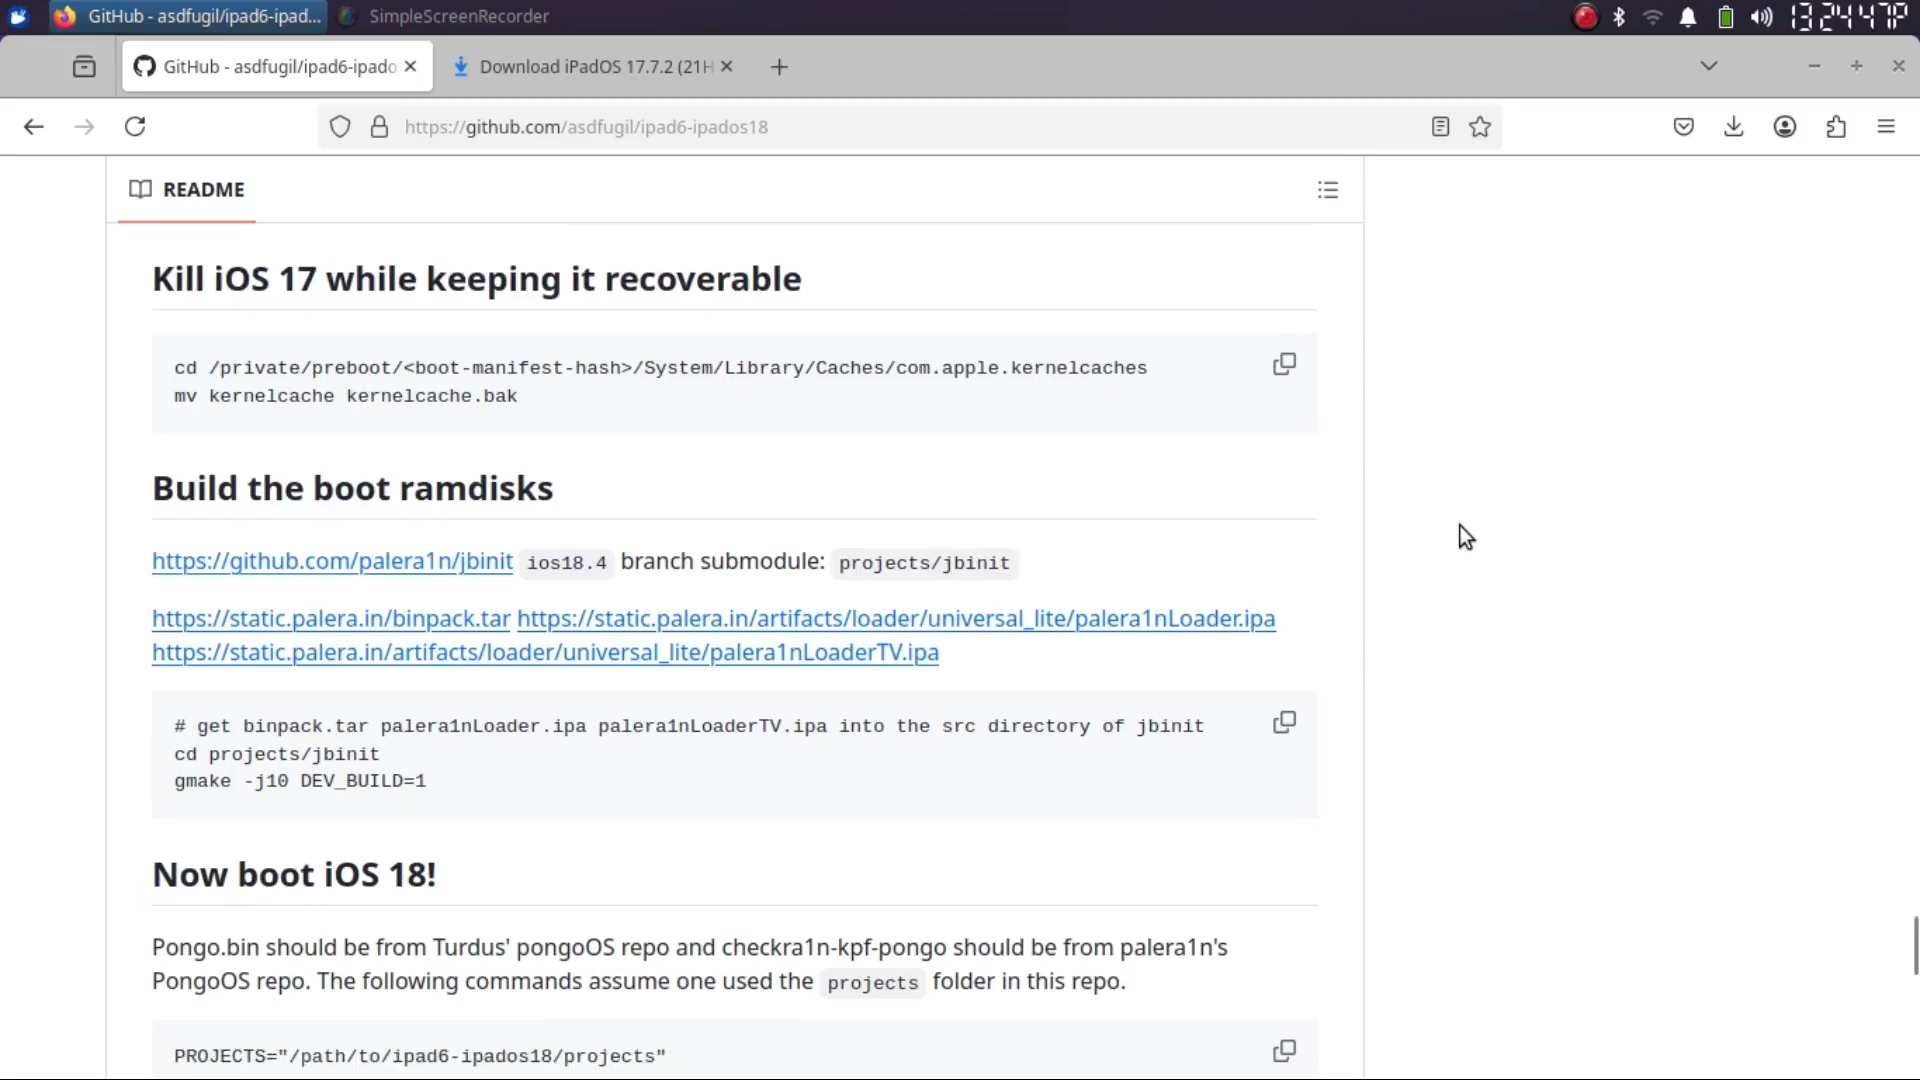 GitHub - asdfugil/ipad6-ipad...
SimpleScreenRecorder
13:24:47P
GitHub - asdfugil/ipad6-ipado
Download iPadOS 17.7.2 (21H
https://github.com/asdfugil/ipad6-ipados18
README
Kill iOS 17 while keeping it recoverable
cd /private/preboot/<boot-manifest-hash>/System/Library/Caches/com.apple.kernelcaches
mv kernelcache kernelcache.bak
Build the boot ramdisks
https://github.com/palera1n/jbinit ios18.4 branch submodule: projects/jbinit
https://static.palera.in/binpack.tar https://static.palera.in/artifacts/loader/universal_lite/palera1nLoader.ipa
https://static.palera.in/artifacts/loader/universal_lite/palera1nLoaderTV.ipa
# get binpack.tar palera1nLoader.ipa palera1nLoaderTV.ipa into the src directory of jbinit
cd projects/jbinit
gmake -j10 DEV_BUILD=1
Now boot iOS 18!
Pongo.bin should be from Turdus' pongoOS repo and checkra1n-kpf-pongo should be from palera1n's
PongoOS repo. The following commands assume one used the projects folder in this repo.
PROJECTS="/path/to/ipad6-ipados18/projects"